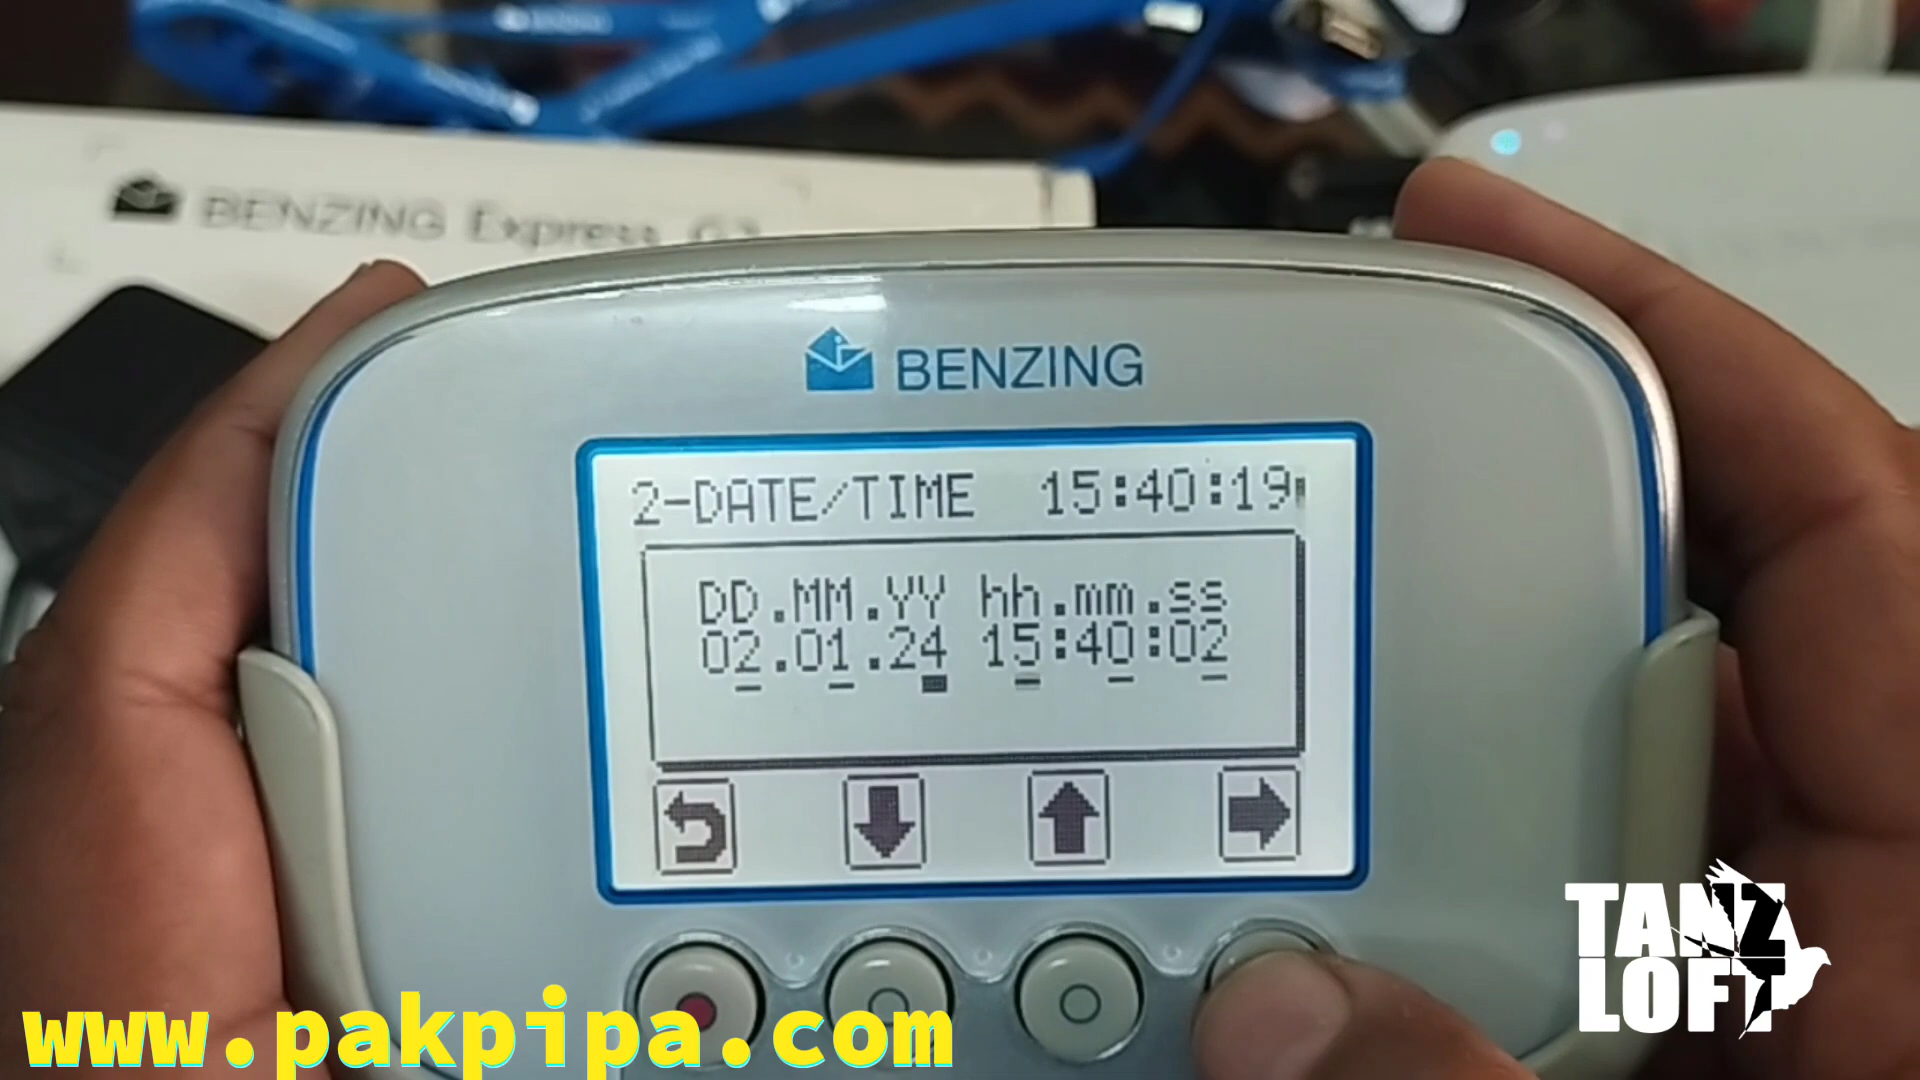 BENZING Express G2
BENZING
2-DATE/TIME 15:40:19
DD.MM.YY hh.mm.ss
02.01.24 15:40:02
TANZ
LOFT
www.pakpipa.com